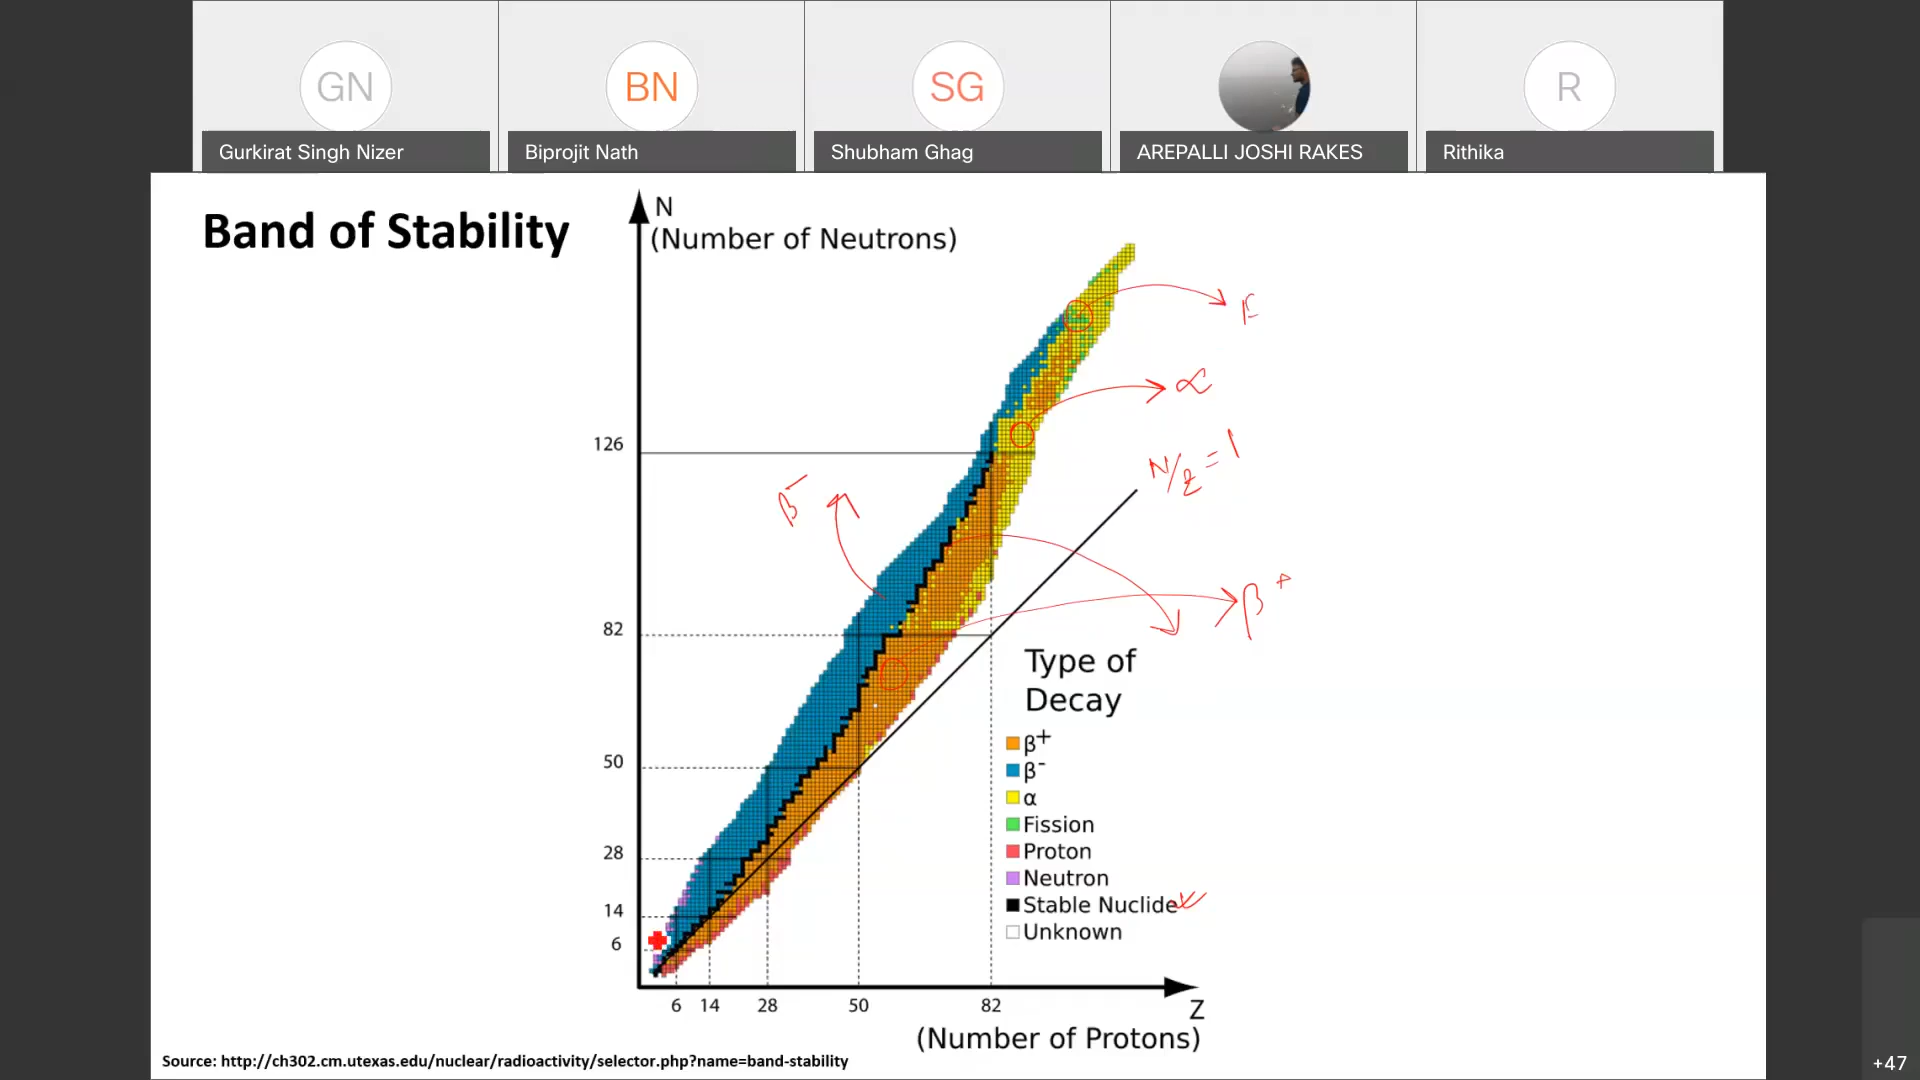 GN
BN
SG
R
Gurkirat Singh Nizer
Biprojit Nath
Shubham Ghag
AREPALLI JOSHI RAKES
Rithika
Band of Stability
N
(Number of Neutrons)
F
α
126
N/Z = 1
β⁻
β⁺
82
50
28
14
6
Type of
Decay
β⁺
β⁻
α
Fission
Proton
Neutron
Stable Nuclide
Unknown
6 14 28 50 82
Z
(Number of Protons)
Source: http://ch302.cm.utexas.edu/nuclear/radioactivity/selector.php?name=band-stability
+47